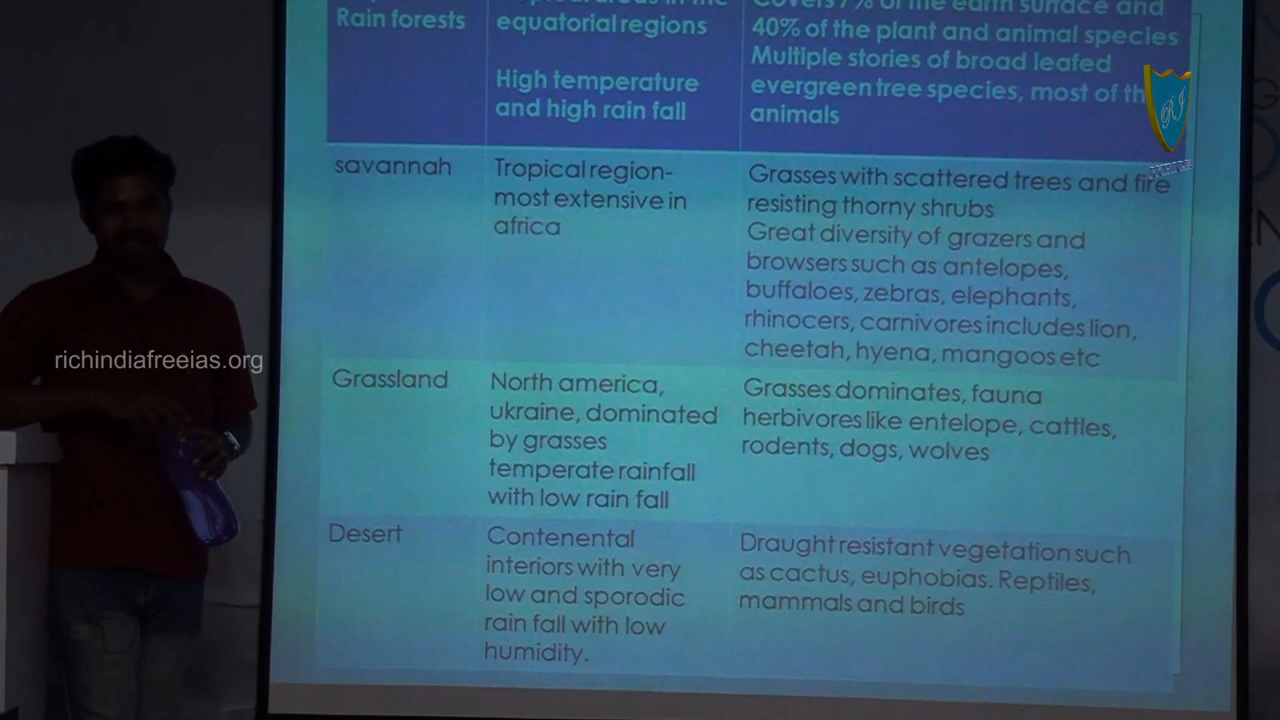 Rain forests
equatorial regions
High temperature
and high rain fall
40% of the plant and animal species
Multiple stories of broad leafed
evergreen tree species, most of
animals
savannah
Tropical region-
most extensive in
africa
Grasses with scattered trees and fire
resisting thorny shrubs
Great diversity of grazers and
browsers such as antelopes,
buffaloes, zebras, elephants,
rhinocers, carnivores includes lion,
cheetah, hyena, mangoos etc
Grassland
North america,
ukraine, dominated
by grasses
temperate rainfall
with low rain fall
Grasses dominates, fauna
herbivores like entelope, cattles,
rodents, dogs, wolves
Desert
Contenental
interiors with very
low and sporodic
rain fall with low
humidity.
Draught resistant vegetation such
as cactus, euphobias. Reptiles,
mammals and birds
richindiafreeias.org
RI